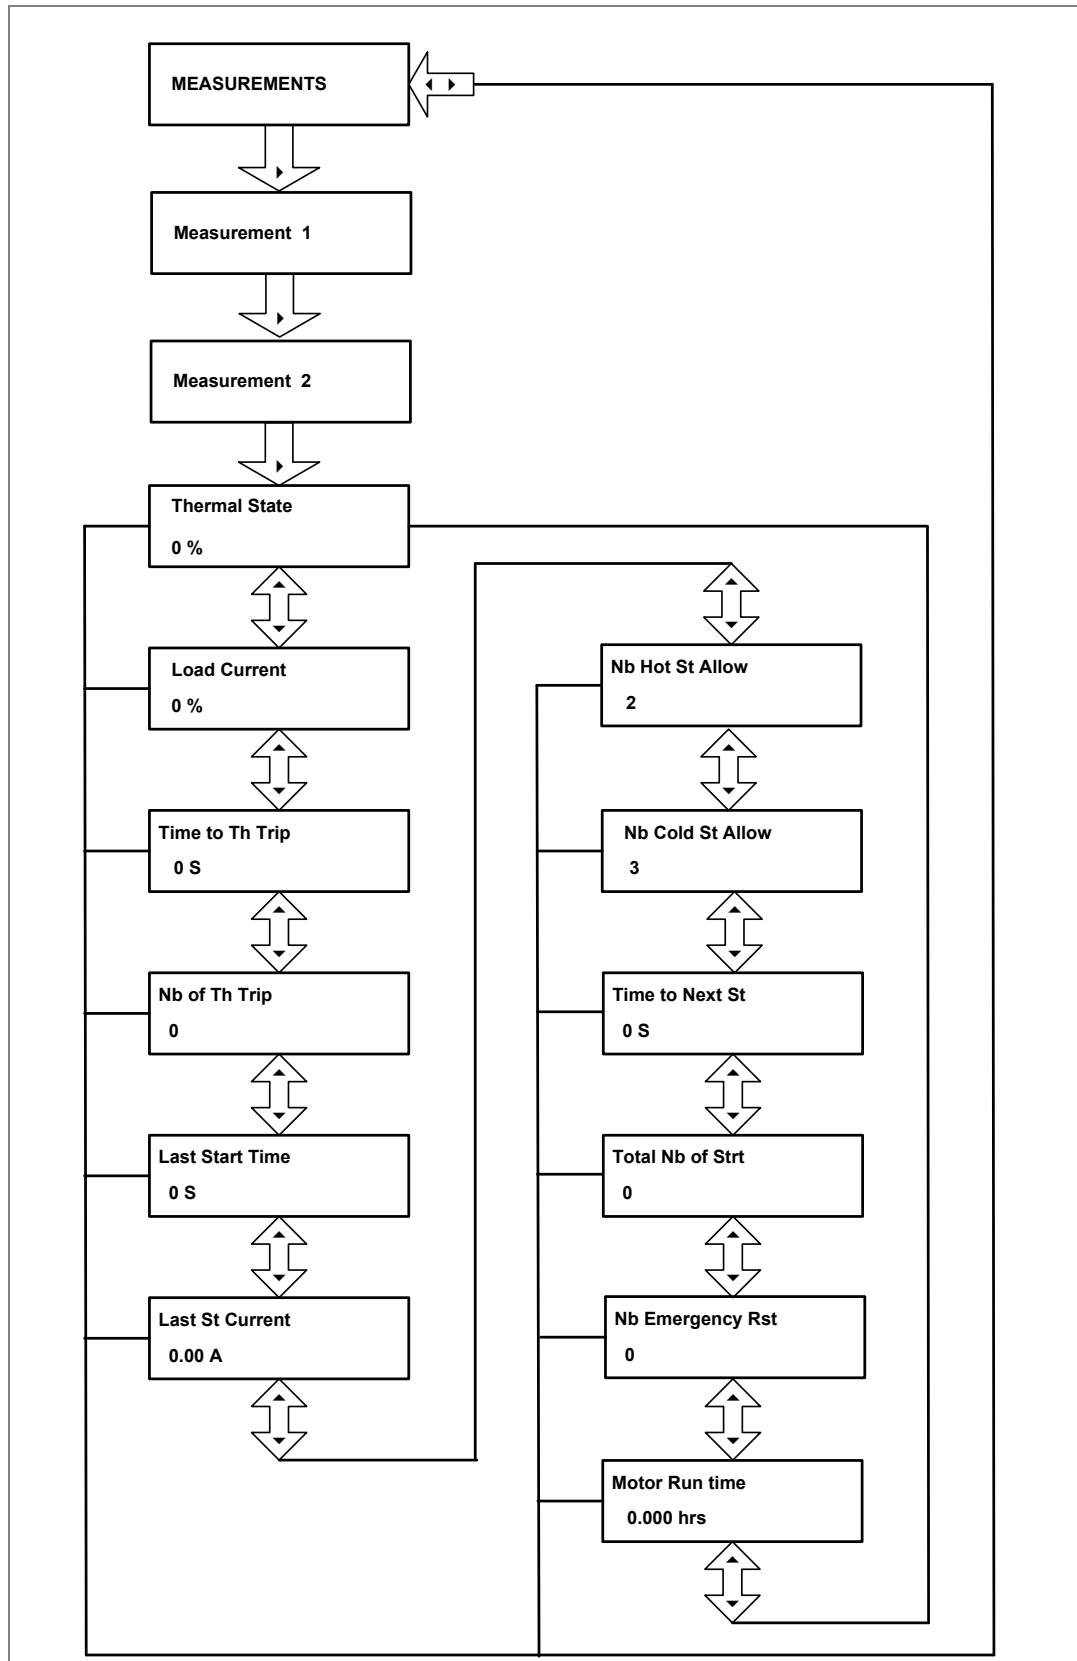 MEASUREMENTS
Measurement 1
Measurement 2
Thermal State
0 %
Load Current
0 %
Time to Th Trip
0 S
Nb of Th Trip
0
Last Start Time
0 S
Last St Current
0.00 A
Nb Hot St Allow
2
Nb Cold St Allow
3
Time to Next St
0 S
Total Nb of Strt
0
Nb Emergency Rst
0
Motor Run time
0.000 hrs